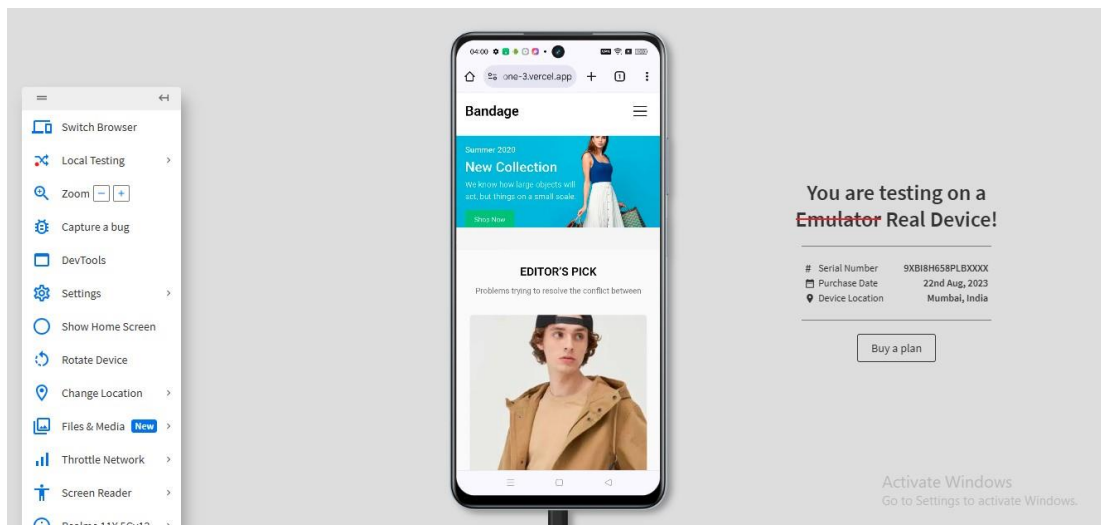 Switch Browser
Local Testing
Zoom
Capture a bug
DevTools
Settings
Show Home Screen
Rotate Device
Change Location
Files & Media New
Throttle Network
Screen Reader
04:00
one-3.vercel.app
1
Bandage
Summer 2020
New Collection
We know how large objects will
act, but things on a small scale
Shop Now
EDITOR'S PICK
Problems trying to resolve the conflict between
You are testing on a
Emulator Real Device!
# Serial Number 9XBI8H658PLBXXXX
Purchase Date 22nd Aug, 2023
Device Location Mumbai, India
Buy a plan
Activate Windows
Go to Settings to activate Windows.